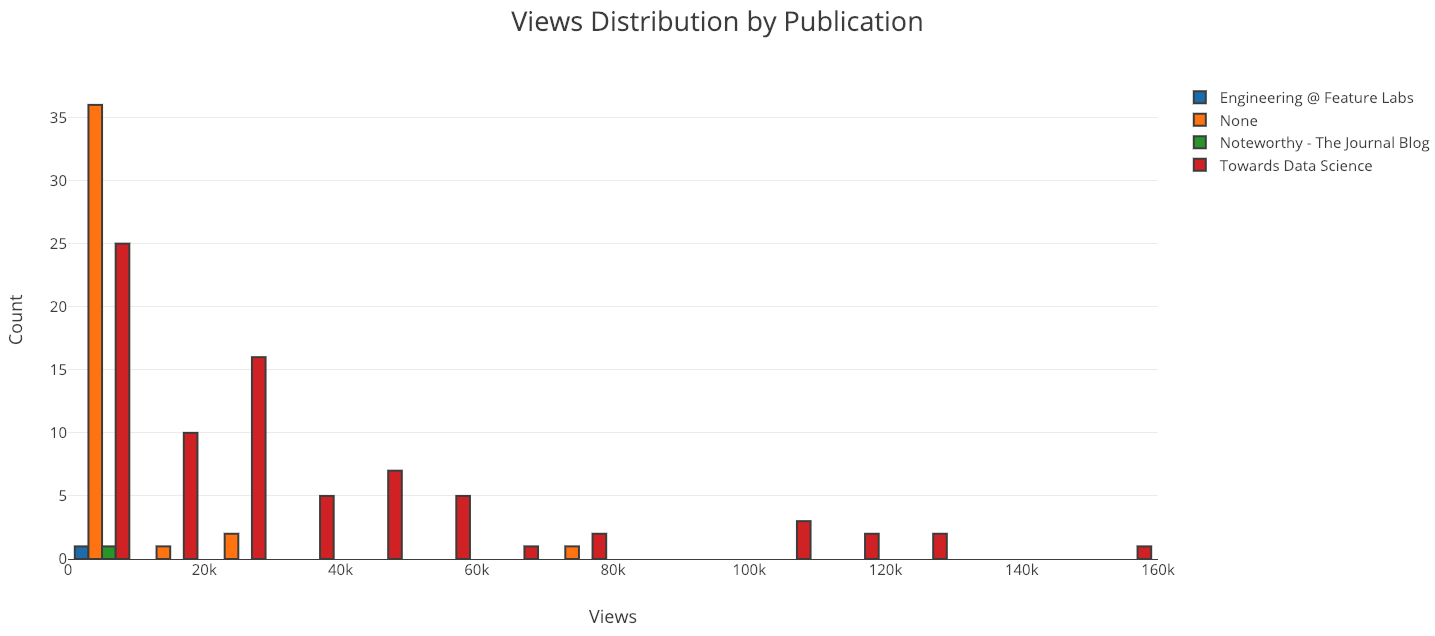 Views Distribution by Publication
Engineering @ Feature Labs
None
Noteworthy - The Journal Blog
Towards Data Science
Count
35
30
25
20
15
10
5
0
0 20k 40k 60k 80k 100k 120k 140k 160k
Views